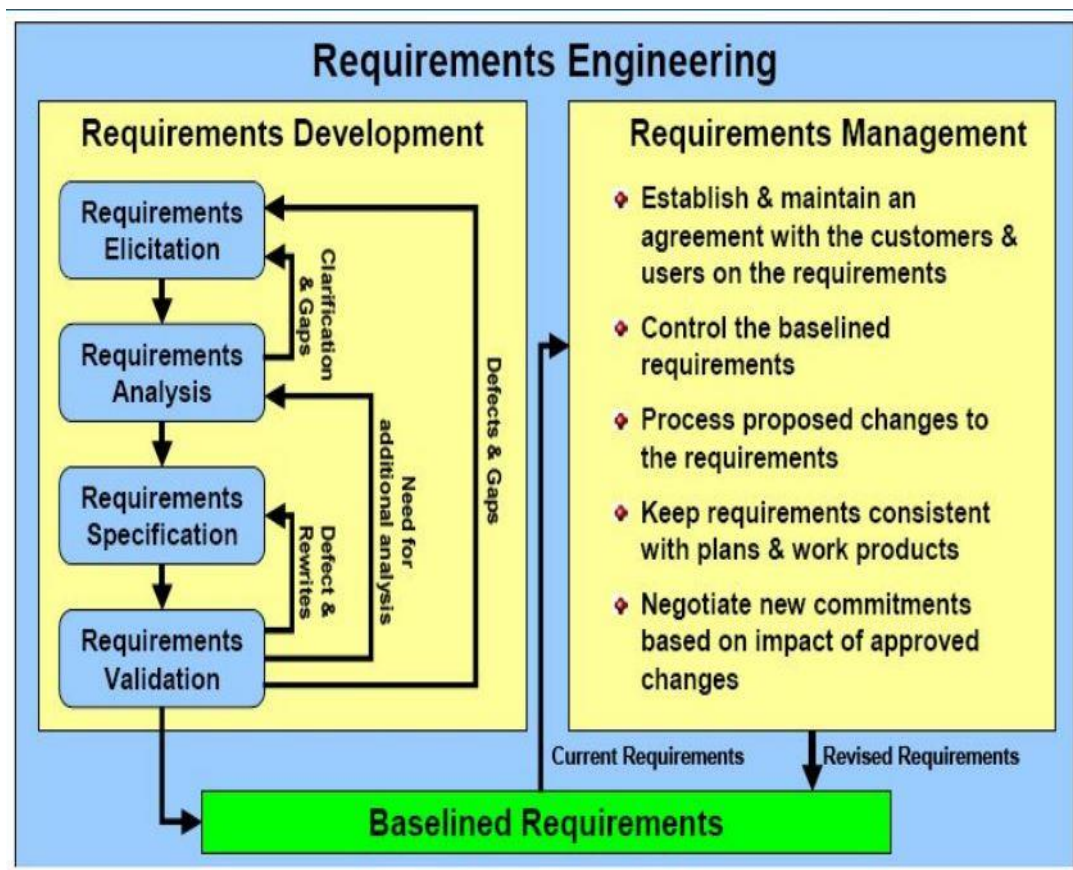 Requirements Engineering
Requirements Development
Requirements
Elicitation
Clarification
& Gaps
Requirements
Analysis
Defects & Gaps
Need for
additional analysis
Requirements
Specification
Defect &
Rewrites
Requirements
Validation
Requirements Management
Establish & maintain an
agreement with the customers &
users on the requirements
Control the baselined
requirements
Process proposed changes to
the requirements
Keep requirements consistent
with plans & work products
Negotiate new commitments
based on impact of approved
changes
Current Requirements
Revised Requirements
Baselined Requirements